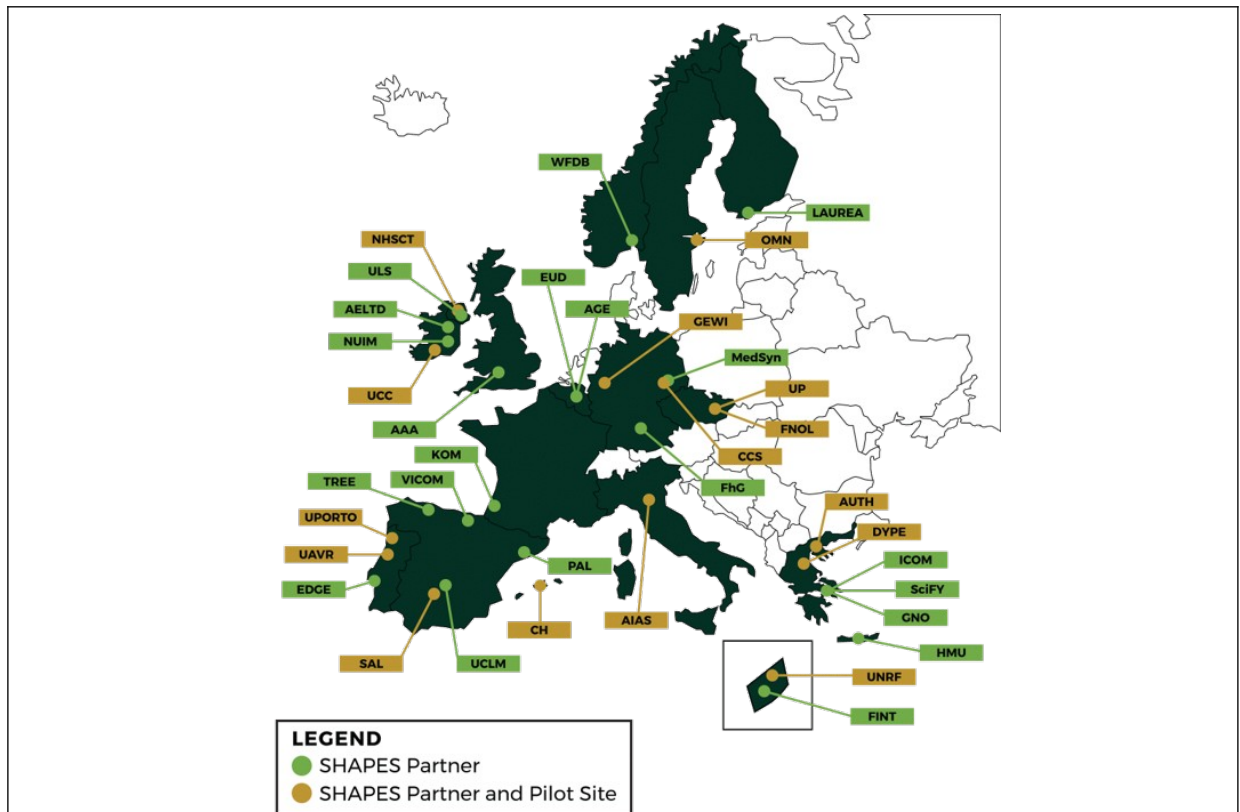 WFDB
LAUREA
NHSCT
OMN
ULS
EUD
AELTD
AGE
GEWI
NUIM
MedSyn
UCC
UP
AAA
FNOL
KOM
CCS
TREE
VICOM
FhG
AUTH
UPORTO
DYPE
UAVR
ICOM
PAL
EDGE
SciFY
GNO
AIAS
CH
HMU
SAL
UCLM
UNRF
FINT
LEGEND
SHAPES Partner
SHAPES Partner and Pilot Site